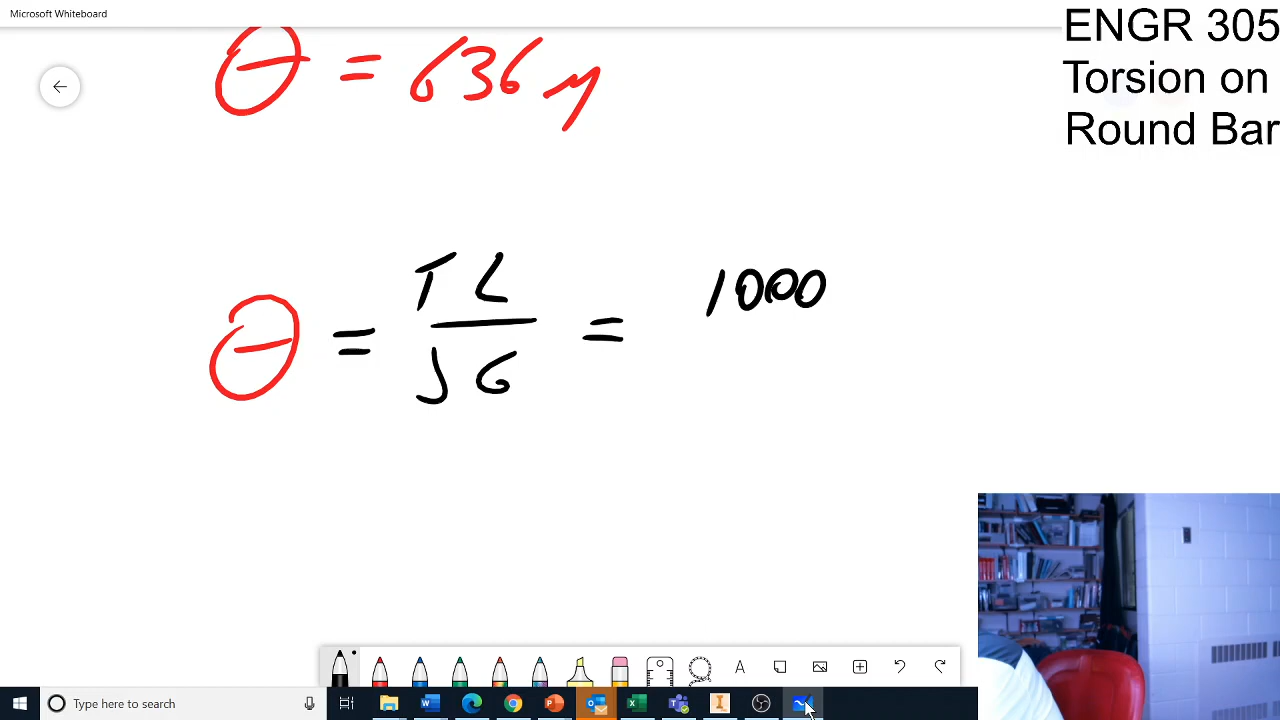 Microsoft Whiteboard
ENGR 305
Torsion on
Round Bar
θ = 636 μ
θ = TL / JG = 1000
Type here to search